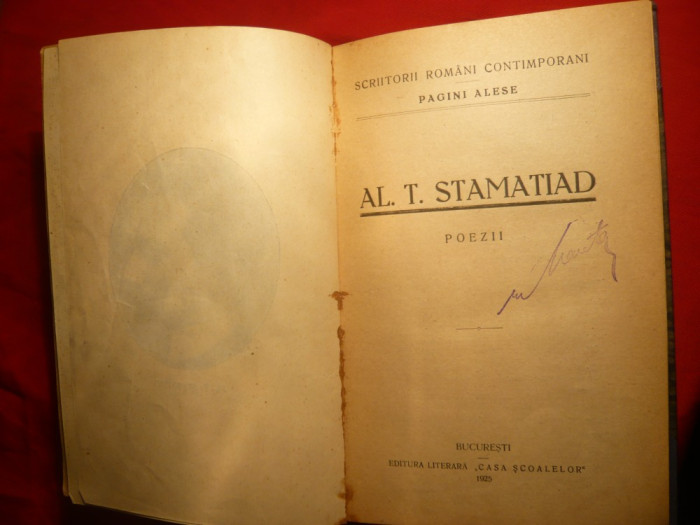 SCRIITORII ROMÂNI CONTIMPORANI
PAGINI ALESE
AL. T. STAMATIAD
POEZII
BUCUREȘTI
EDITURA LITERARĂ „CASA ȘCOALELOR"
1925